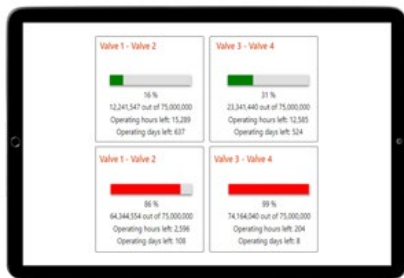 Valve 1 - Valve 2
16 %
12,241,547 out of 75,000,000
Operating hours left: 15,289
Operating days left: 637
Valve 3 - Valve 4
31 %
23,341,440 out of 75,000,000
Operating hours left: 12,585
Operating days left: 524
Valve 1 - Valve 2
86 %
64,344,554 out of 75,000,000
Operating hours left: 2,596
Operating days left: 108
Valve 3 - Valve 4
99 %
74,164,040 out of 75,000,000
Operating hours left: 204
Operating days left: 8